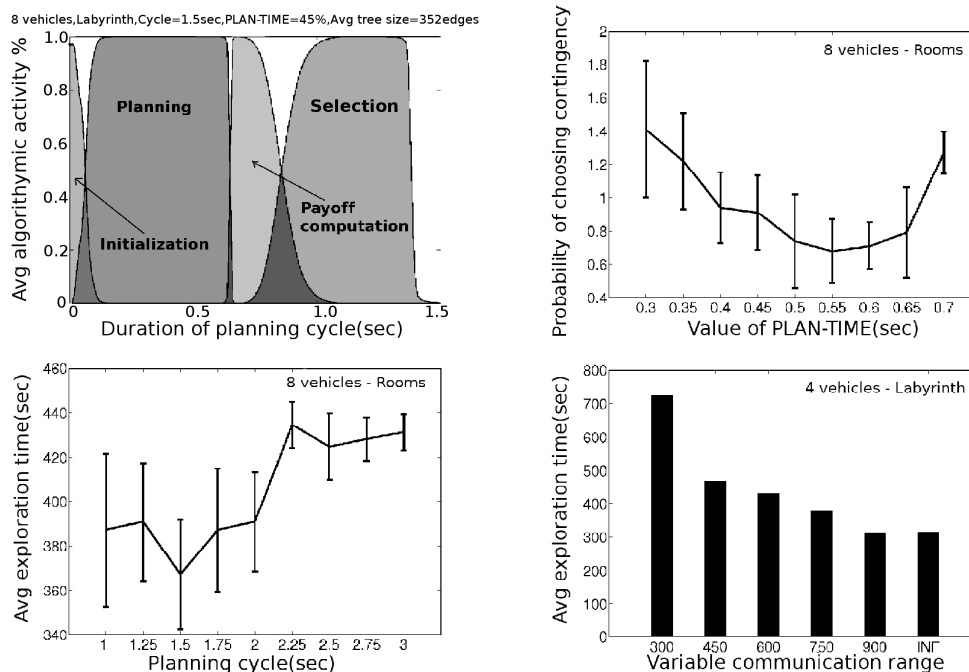 8 vehicles,Labyrinth,Cycle=1.5sec,PLAN-TIME=45%,Avg tree size=352edges
Avg algorithymic activity %
1.0
0.8
0.6
0.4
0.2
0
Planning
Selection
Initialization
Payoff
computation
0 0.5 1.0 1.5
Duration of planning cycle(sec)
Probability of choosing contingency
2
1.8
1.6
1.4
1.2
1
0.8
0.6
0.4
8 vehicles - Rooms
0.3 0.35 0.4 0.45 0.5 0.55 0.6 0.65 0.7
Value of PLAN-TIME(sec)
Avg exploration time(sec)
460
440
420
400
380
360
340
8 vehicles - Rooms
1 1.25 1.5 1.75 2 2.25 2.5 2.75 3
Planning cycle(sec)
Avg exploration time(sec)
700
600
500
400
300
200
100
0
4 vehicles - Labyrinth
300 450 600 750 900 INF
Variable communication range